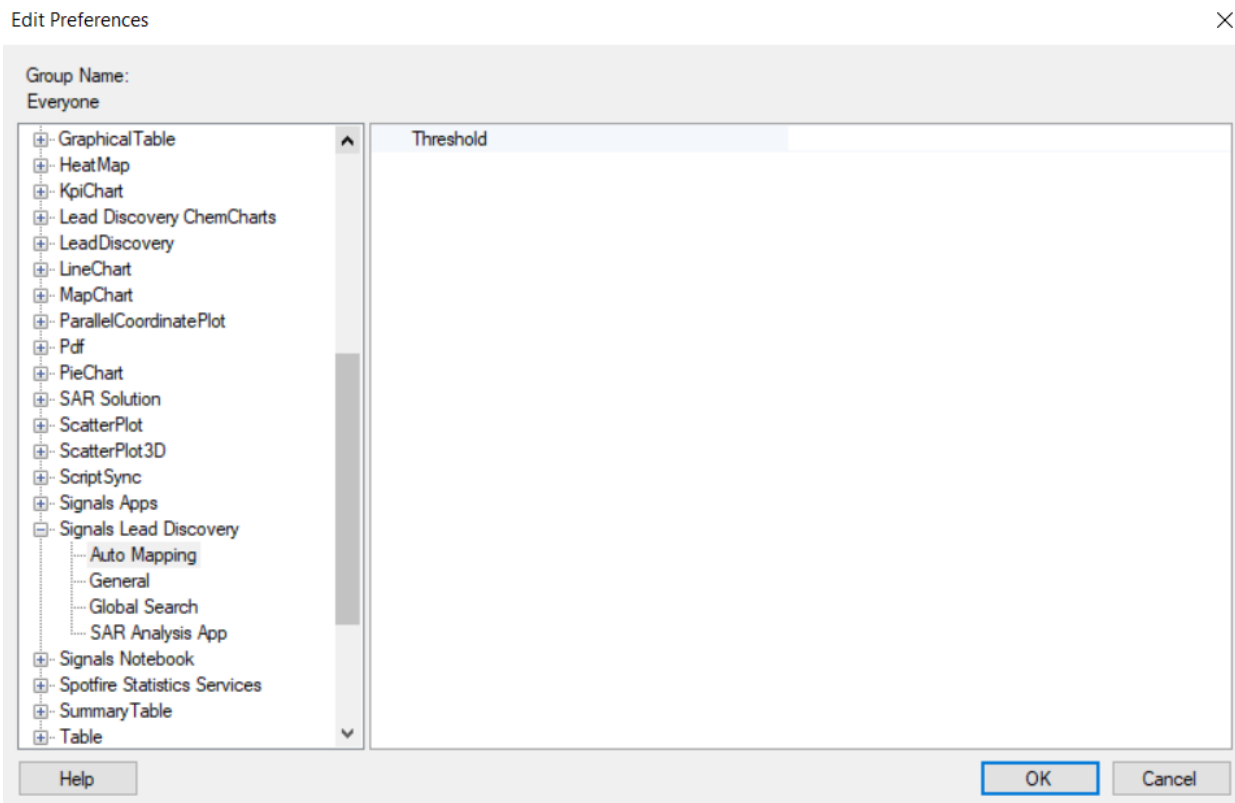 Edit Preferences
Group Name:
Everyone
GraphicalTable
HeatMap
KpiChart
Lead Discovery ChemCharts
LeadDiscovery
LineChart
MapChart
ParallelCoordinatePlot
Pdf
PieChart
SAR Solution
ScatterPlot
ScatterPlot3D
ScriptSync
Signals Apps
Signals Lead Discovery
Auto Mapping
General
Global Search
SAR Analysis App
Signals Notebook
Spotfire Statistics Services
SummaryTable
Table
Threshold
Help
OK
Cancel